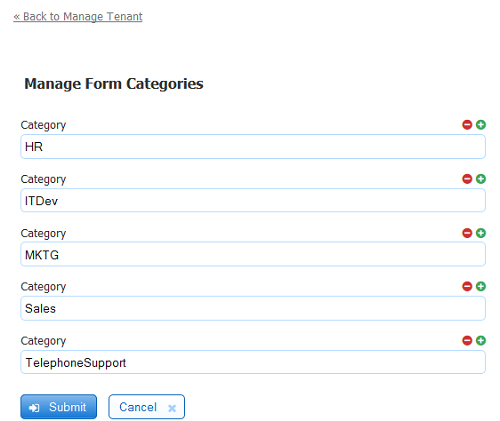 « Back to Manage Tenant
Manage Form Categories
Category
HR
Category
ITDev
Category
MKTG
Category
Sales
Category
TelephoneSupport
Submit Cancel